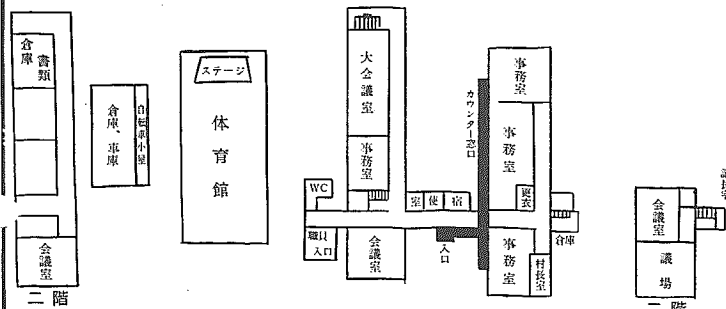 書類
倉庫
会議室
二階
倉庫、車庫
自転車小屋
ステージ
体育館
大会議室
事務室
WC
職員
入口
会議室
室 使 宿
入口
カウンター窓口
事務室
事務室
更衣
倉庫
事務室
村長室
会議室
議場
二階